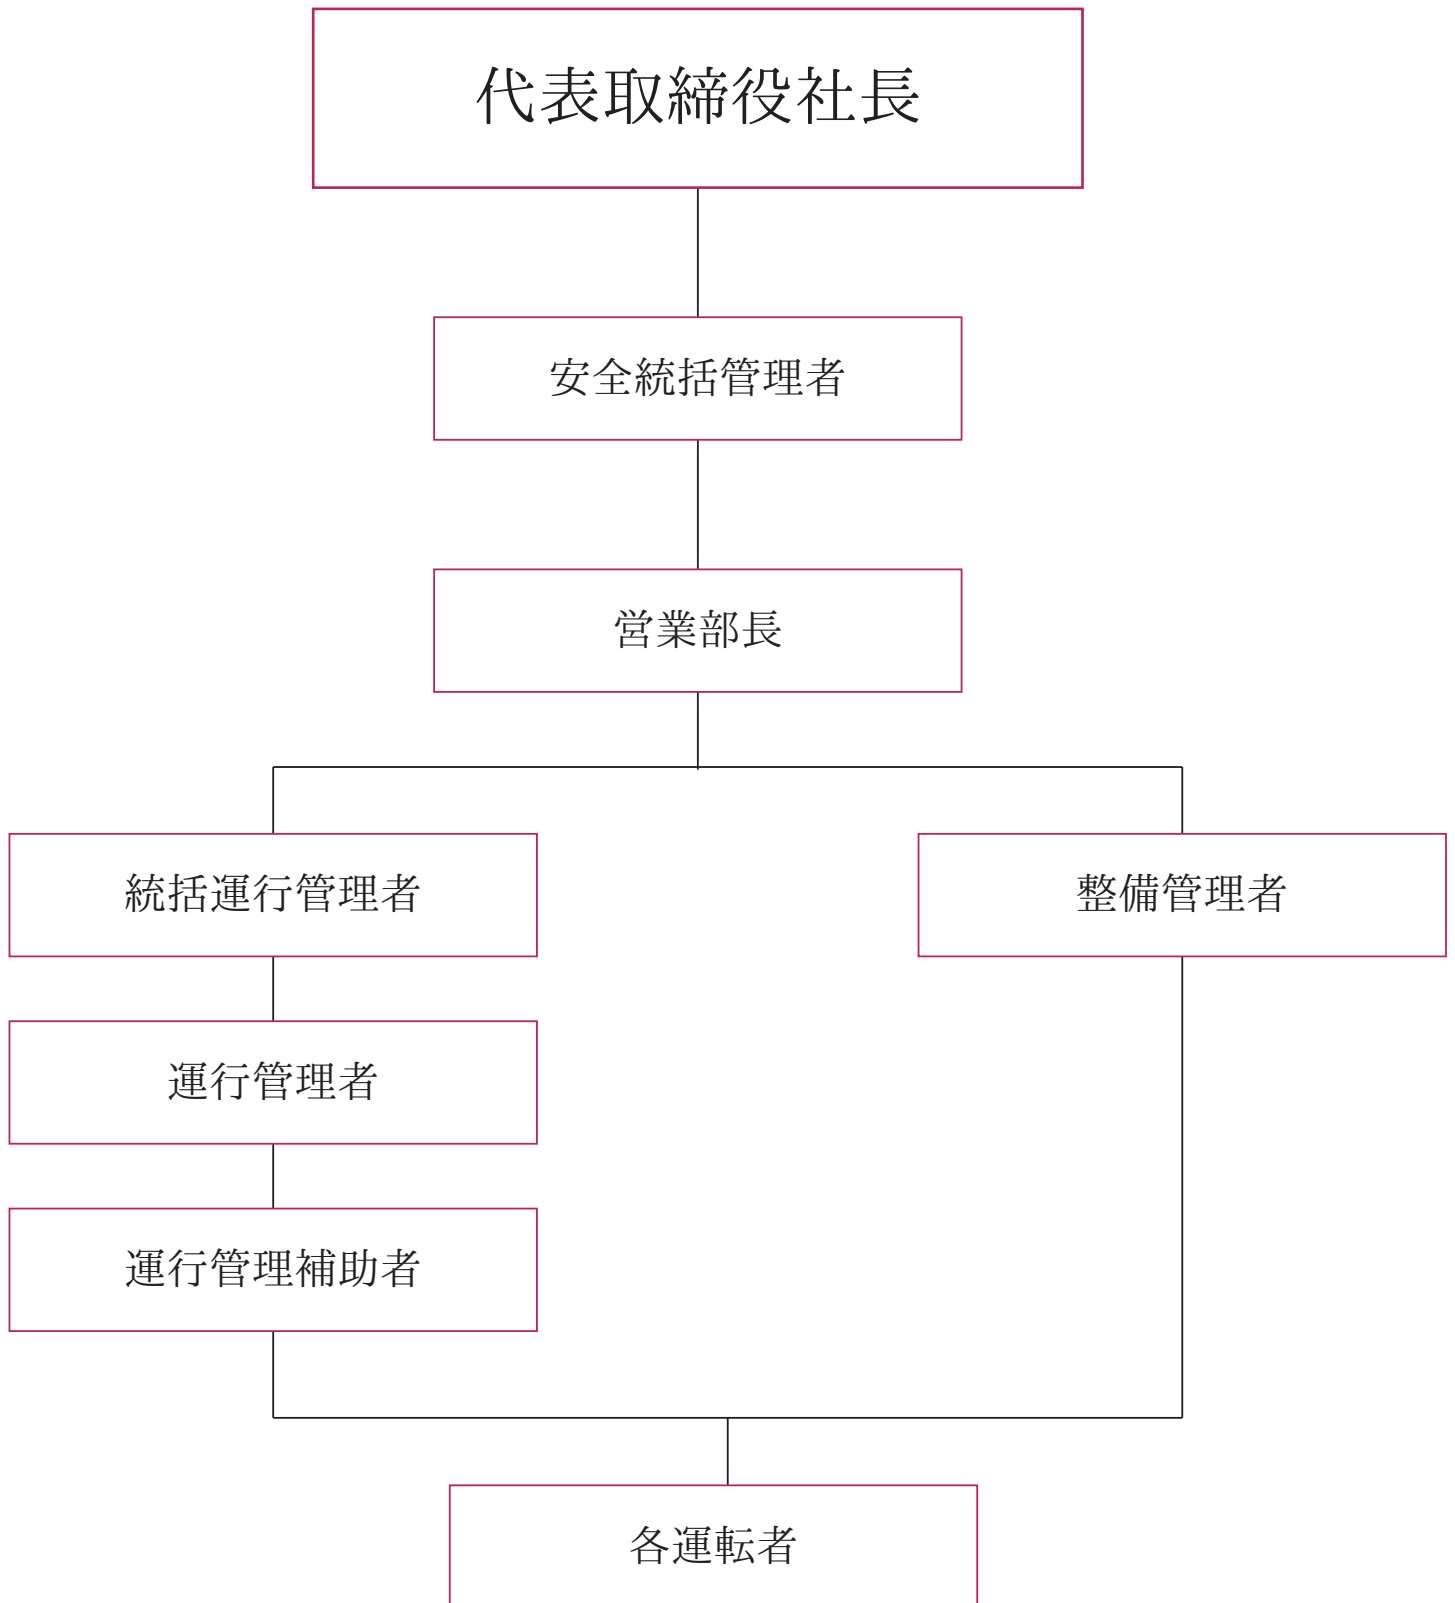 代表取締役社長
安全統括管理者
営業部長
統括運行管理者
整備管理者
運行管理者
運行管理補助者
各運転者